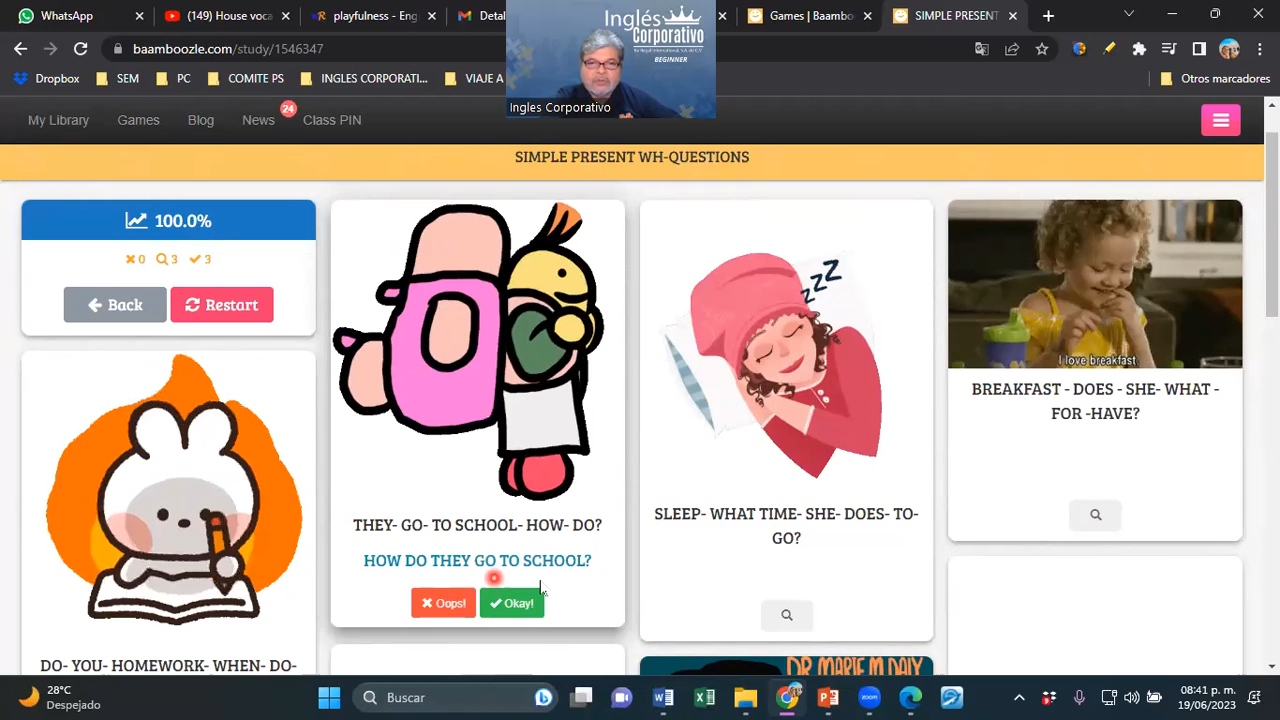 WhatsApp
(149) House voca
playfulness - Eng
Detal
Games | Baambo
SIMPLE PRESENT
baamboozle.com/study/1546347
Dropbox
SEM
PC
COMITE PS
INGLES CORPORATI...
VIAJE A
Otros marcadores
Inglés
Corporativo
BEGINNER
Ingles Corporativo
My Library
Games
Blog
News
24
Class PIN
SIMPLE PRESENT WH-QUESTIONS
100.0%
0
3
3
Back
Restart
DO- YOU- HOMEWORK- WHEN- DO-
THEY- GO- TO SCHOOL- HOW- DO?
HOW DO THEY GO TO SCHOOL?
Oops!
Okay!
ZZZ
SLEEP- WHAT TIME- SHE- DOES- TO-
GO?
DR MARIE M DALY
I love breakfast.
BREAKFAST - DOES - SHE- WHAT -
FOR -HAVE?
28°C
Despejado
Buscar
08:41 p. m.
19/06/2023